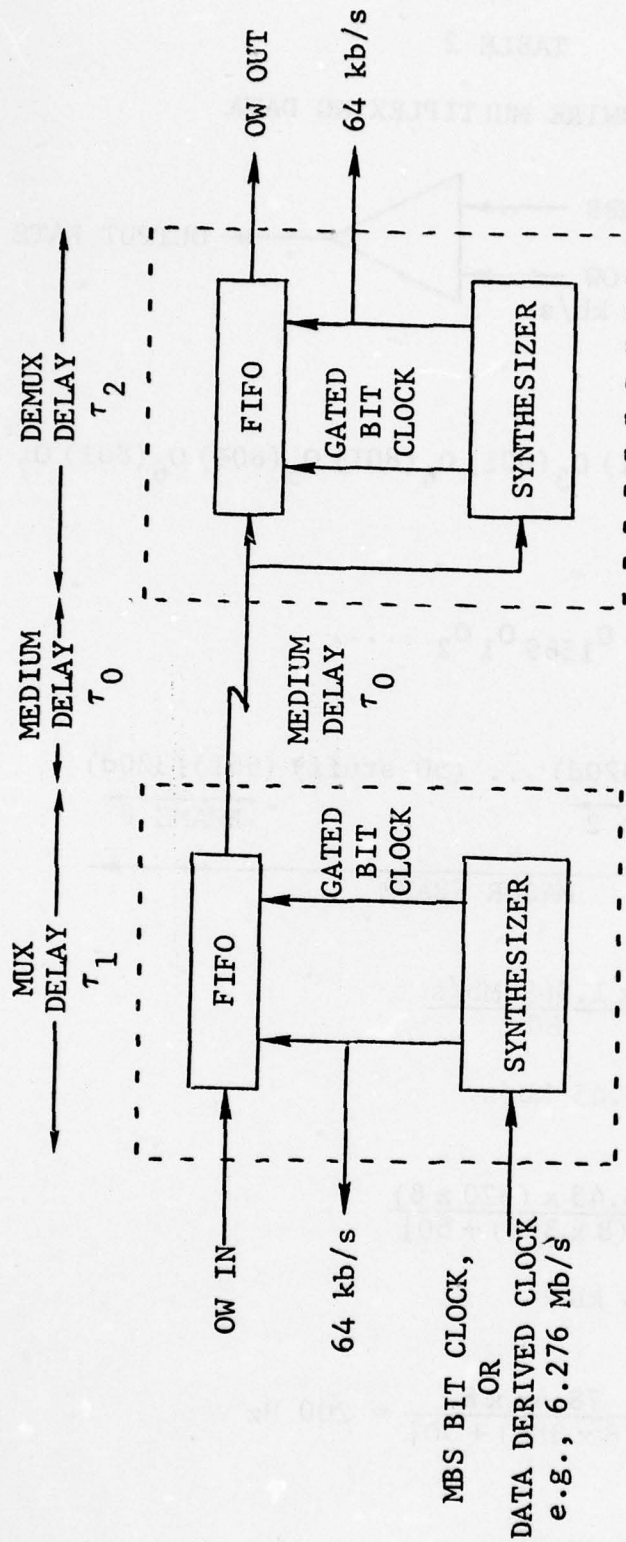 MUX
DELAY
τ1
MEDIUM
DELAY
τ0
DEMUX
DELAY
τ2
OW IN
FIFO
64 kb/s
GATED
BIT
CLOCK
SYNTHESIZER
MBS BIT CLOCK,
OR
DATA DERIVED CLOCK
e.g., 6.276 Mb/s
MEDIUM
DELAY
τ0
FIFO
OW OUT
GATED
BIT
CLOCK
64 kb/s
SYNTHESIZER
TABLE 2